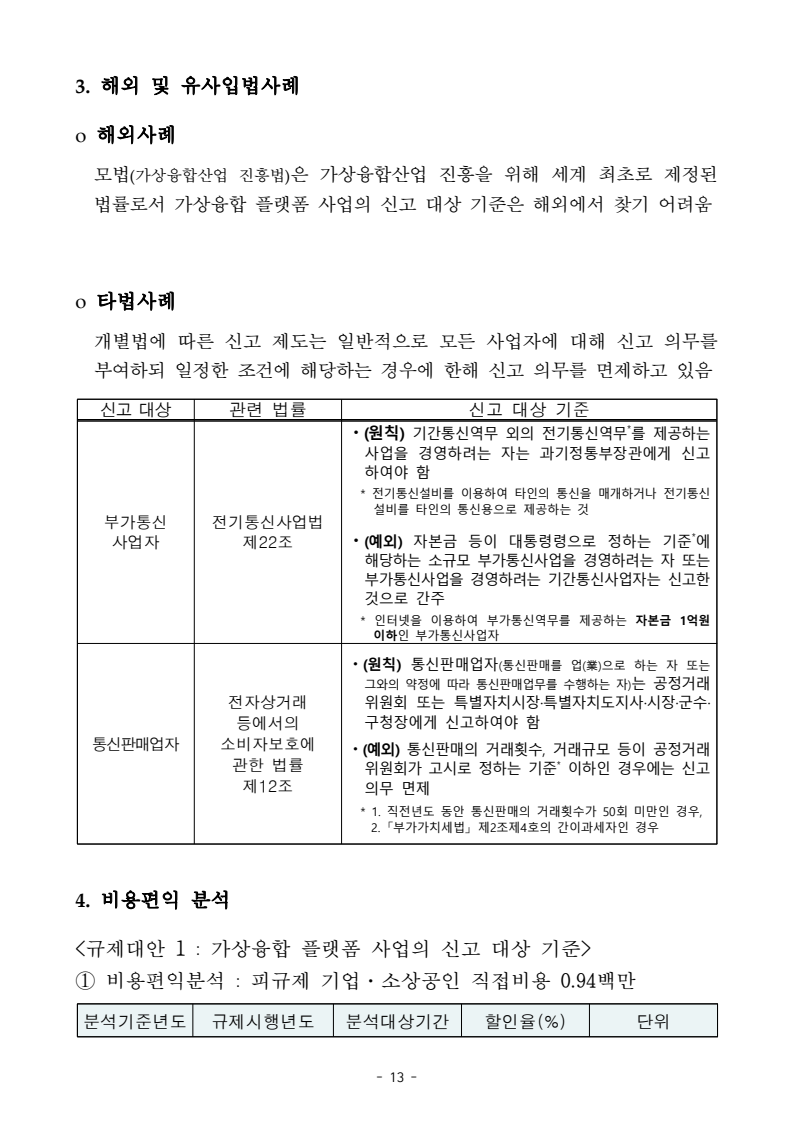 3. 해외 및 유사입법사례
o 해외사례
모법(가상융합산업 진흥법)은 가상융합산업 진흥을 위해 세계 최초로 제정된
법률로서 가상융합 플랫폼 사업의 신고 대상 기준은 해외에서 찾기 어려움
o 타법사례
개별법에 따른 신고 제도는 일반적으로 모든 사업자에 대해 신고 의무를
부여하되 일정한 조건에 해당하는 경우에 한해 신고 의무를 면제하고 있음
신고 대상 관련 법률 신고 대상 기준
부가통신
사업자
전기통신사업법
제22조
・(원칙) 기간통신역무 외의 전기통신역무*를 제공하는
사업을 경영하려는 자는 과기정통부장관에게 신고
하여야 함
* 전기통신설비를 이용하여 타인의 통신을 매개하거나 전기통신
설비를 타인의 통신용으로 제공하는 것
・(예외) 자본금 등이 대통령령으로 정하는 기준*에
해당하는 소규모 부가통신사업을 경영하려는 자 또는
부가통신사업을 경영하려는 기간통신사업자는 신고한
것으로 간주
* 인터넷을 이용하여 부가통신역무를 제공하는 자본금 1억원
이하인 부가통신사업자
통신판매업자
전자상거래
등에서의
소비자보호에
관한 법률
제12조
・(원칙) 통신판매업자(통신판매를 업(業)으로 하는 자 또는
그와의 약정에 따라 통신판매업무를 수행하는 자)는 공정거래
위원회 또는 특별자치시장·특별자치도지사·시장·군수·
구청장에게 신고하여야 함
・(예외) 통신판매의 거래횟수, 거래규모 등이 공정거래
위원회가 고시로 정하는 기준* 이하인 경우에는 신고
의무 면제
* 1. 직전년도 동안 통신판매의 거래횟수가 50회 미만인 경우,
2.「부가가치세법」제2조제4호의 간이과세자인 경우
4. 비용편익 분석
<규제대안 1 : 가상융합 플랫폼 사업의 신고 대상 기준>
① 비용편익분석 : 피규제 기업・소상공인 직접비용 0.94백만
분석기준년도 규제시행년도 분석대상기간 할인율(%) 단위
- 13 -